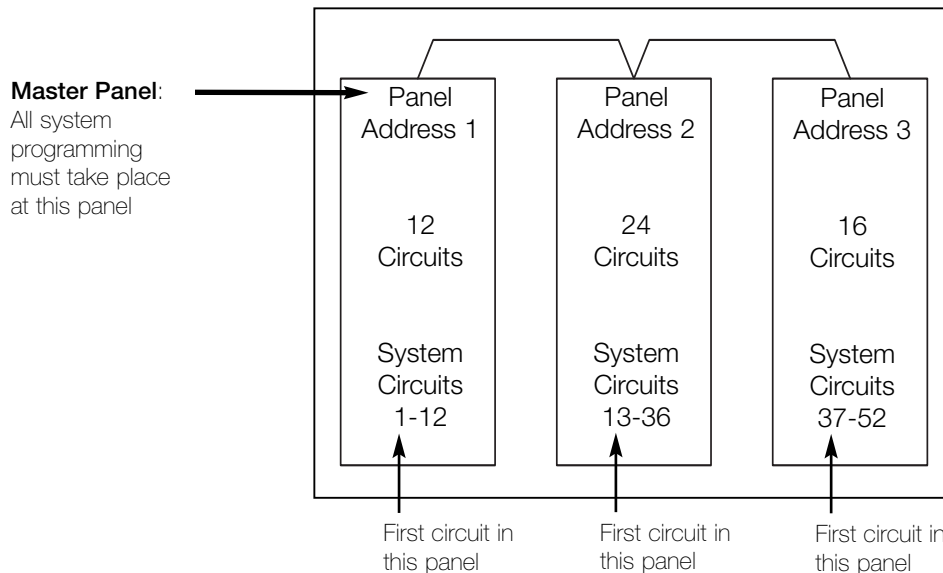 Master Panel:
All system
programming
must take place
at this panel
Panel
Address 1
12
Circuits
System
Circuits
1-12
Panel
Address 2
24
Circuits
System
Circuits
13-36
Panel
Address 3
16
Circuits
System
Circuits
37-52
First circuit in
this panel
First circuit in
this panel
First circuit in
this panel